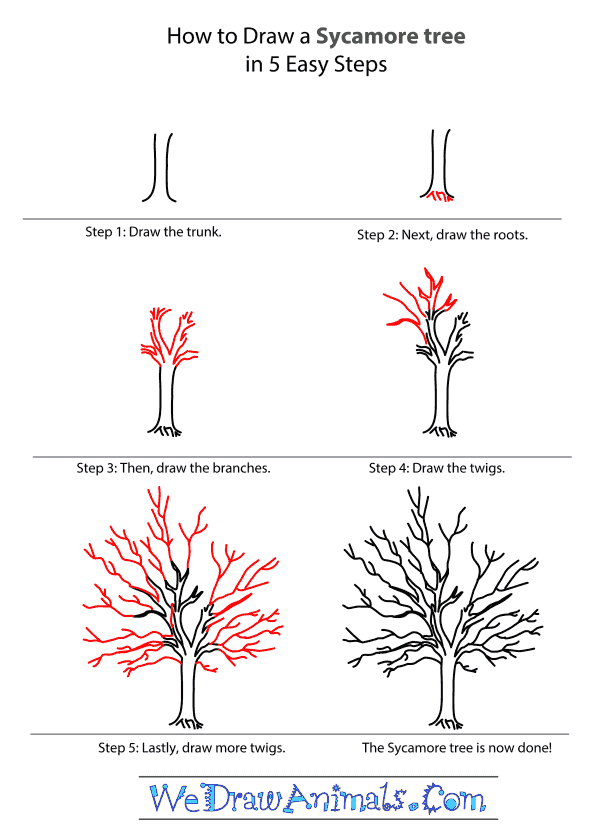 How to Draw a Sycamore tree
in 5 Easy Steps
Step 1: Draw the trunk.
Step 2: Next, draw the roots.
Step 3: Then, draw the branches.
Step 4: Draw the twigs.
Step 5: Lastly, draw more twigs.
The Sycamore tree is now done!
WeDrawAnimals.Com